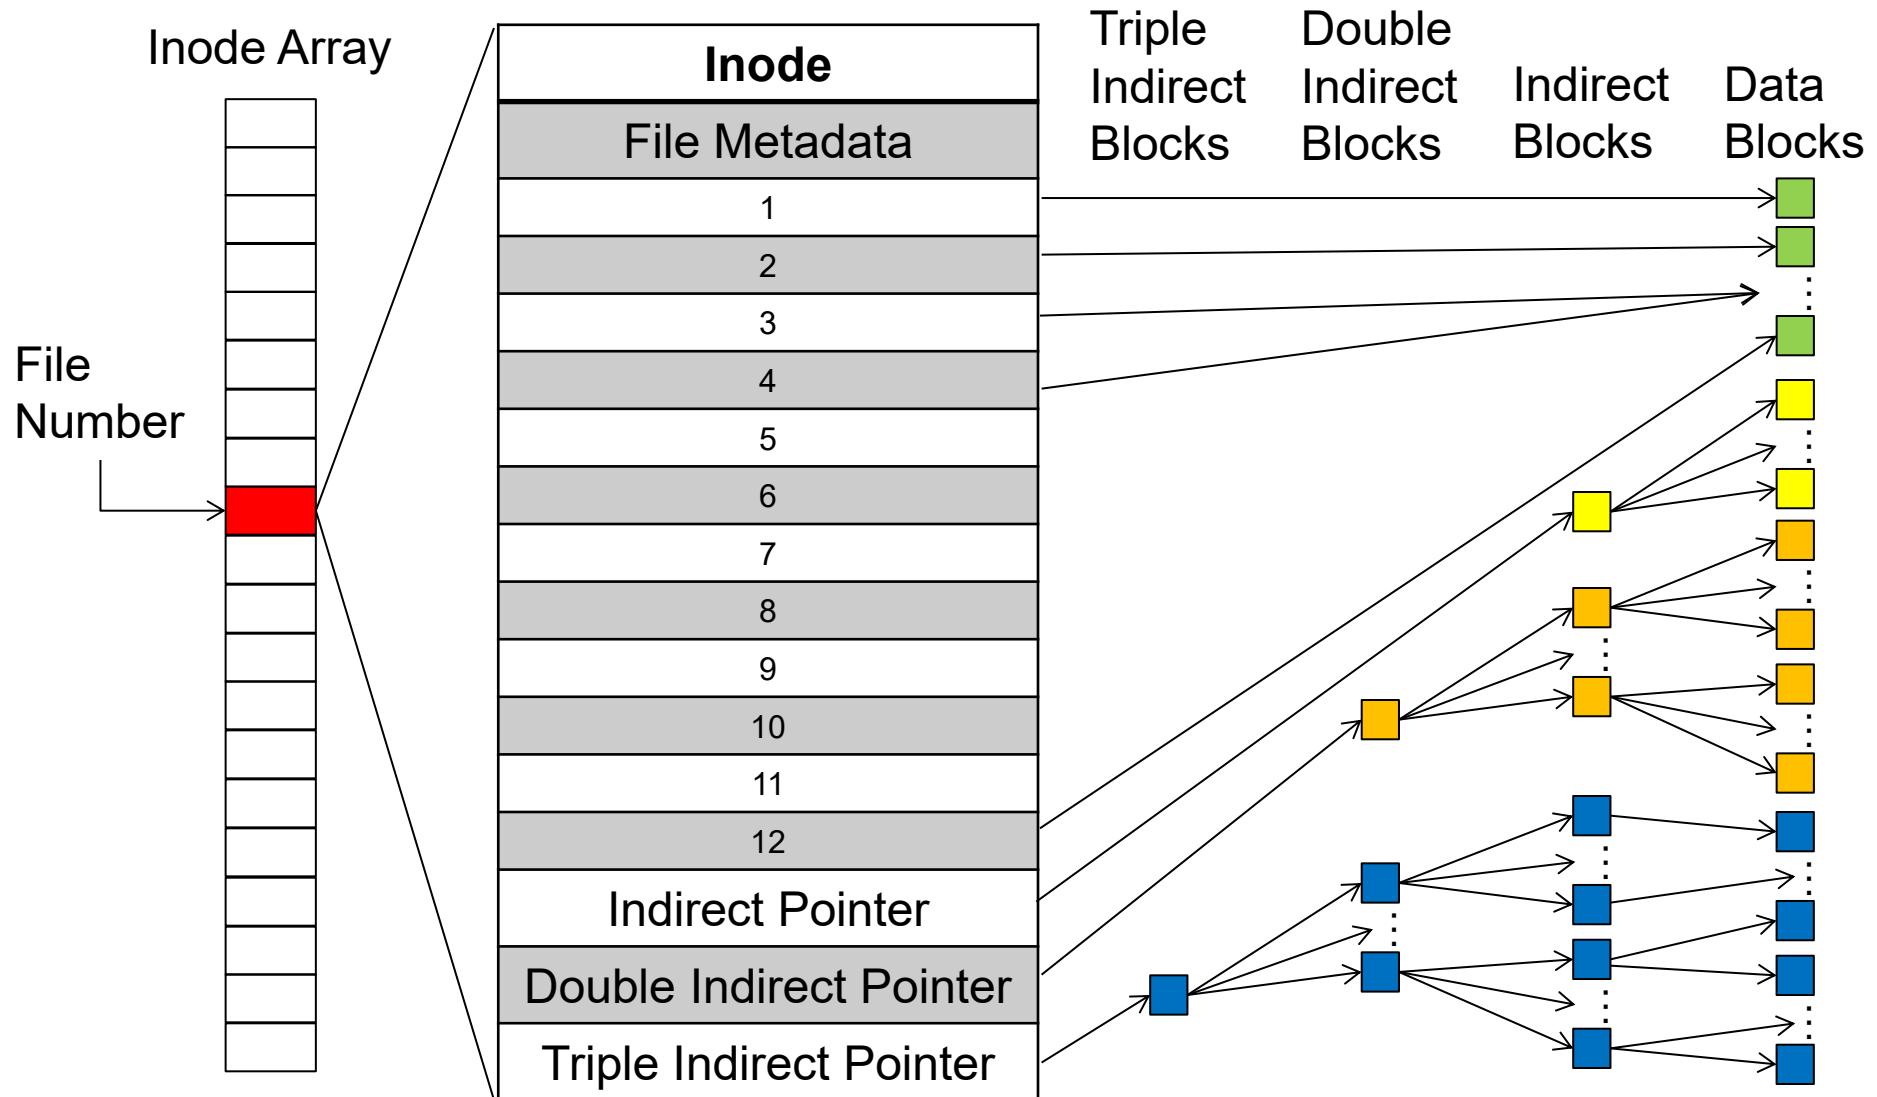 Inode Array
File
Number
Inode
File Metadata
1
2
3
4
5
6
7
8
9
10
11
12
Indirect Pointer
Double Indirect Pointer
Triple Indirect Pointer
Triple
Indirect
Blocks
Double
Indirect
Blocks
Indirect
Blocks
Data
Blocks